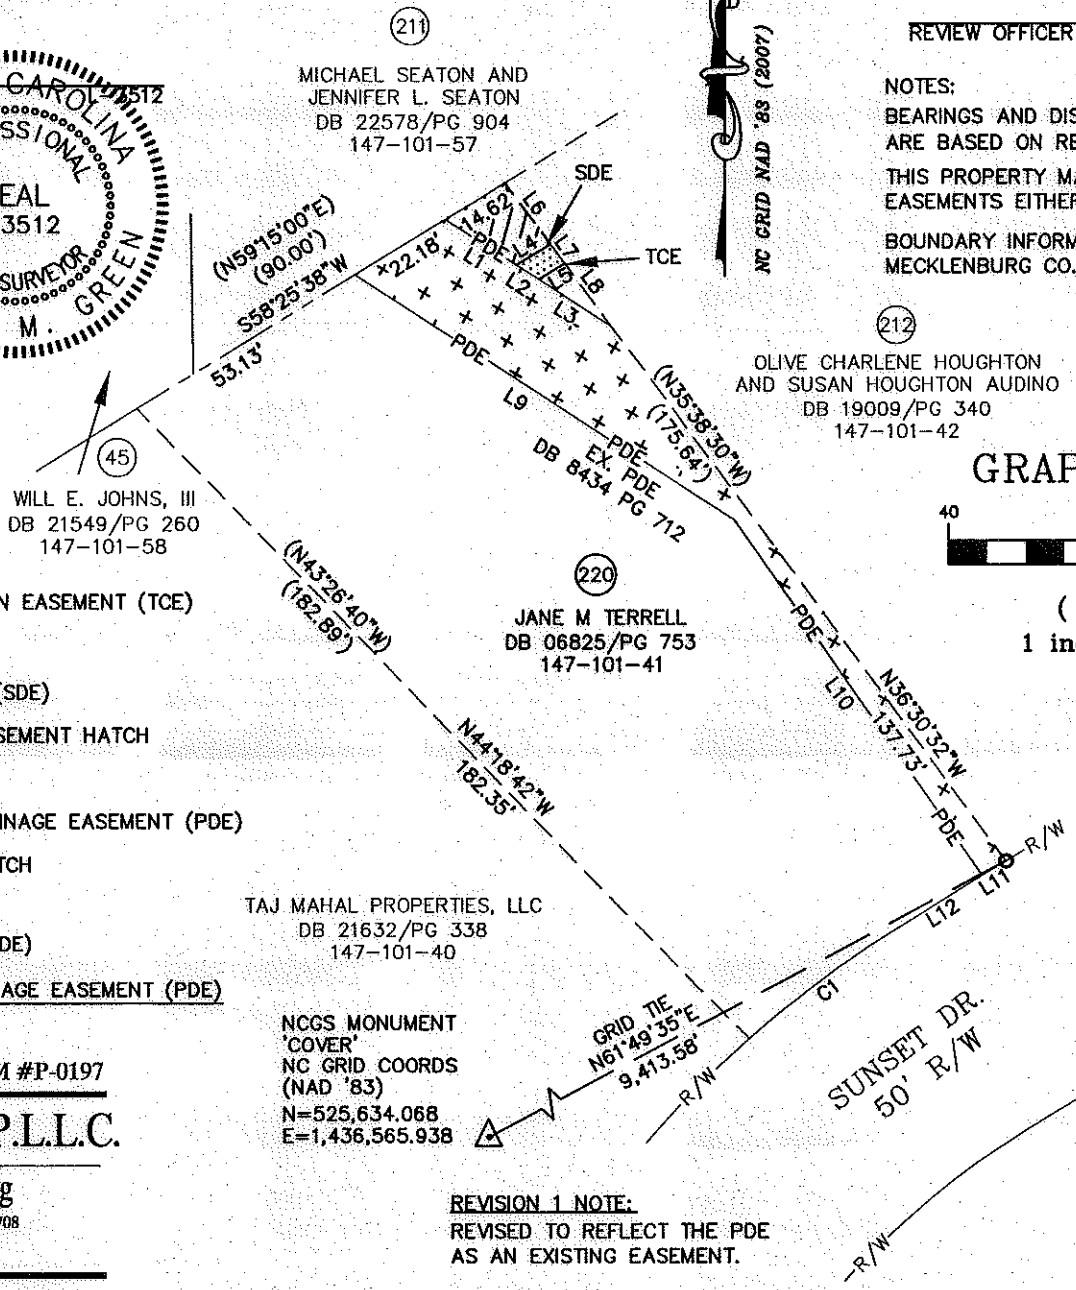 211
MICHAEL SEATON AND
JENNIFER L. SEATON
DB 22578/PG 904
147-101-57
CAROLINA
SSIONAL
EAL
3512
SURVEYOR
M. GREEN
3512
NC GRID NAD '83 (2007)
REVIEW OFFICER
NOTES:
BEARINGS AND DIS
ARE BASED ON RE
THIS PROPERTY MA
EASEMENTS EITHER
BOUNDARY INFORM
MECKLENBURG CO.
SDE
TCE
(N59°15'00"E)
(90.00')
S58°25'38"W
53.13'
22.18'
14.62'
PDE
L1
L2
L3
L4
L5
L6
L7
L8
PDE
L9
PDE
EX. PDE
DB 8434 PG 712
(N35°38'30"W)
(175.64')
212
OLIVE CHARLENE HOUGHTON
AND SUSAN HOUGHTON AUDINO
DB 19009/PG 340
147-101-42
GRAP
40
(
1 in
45
WILL E. JOHNS, III
DB 21549/PG 260
147-101-58
(N43°26'40"W)
(182.89')
220
JANE M TERRELL
DB 06825/PG 753
147-101-41
N EASEMENT (TCE)
(SDE)
SEMENT HATCH
INAGE EASEMENT (PDE)
TCH
DE)
AGE EASEMENT (PDE)
N44°18'42"W
182.35'
PDE
L10
N36°30'32"W
137.73'
PDE
R/W
L11
L12
C1
TAJ MAHAL PROPERTIES, LLC
DB 21632/PG 338
147-101-40
NCGS MONUMENT
'COVER'
NC GRID COORDS
(NAD '83)
N=525,634.068
E=1,436,565.938
GRID TIE
N61°49'35"E
9,413.58'
R/W
SUNSET DR.
50' R/W
R/W
M #P-0197
P.L.L.C.
g
708
REVISION 1 NOTE:
REVISED TO REFLECT THE PDE
AS AN EXISTING EASEMENT.